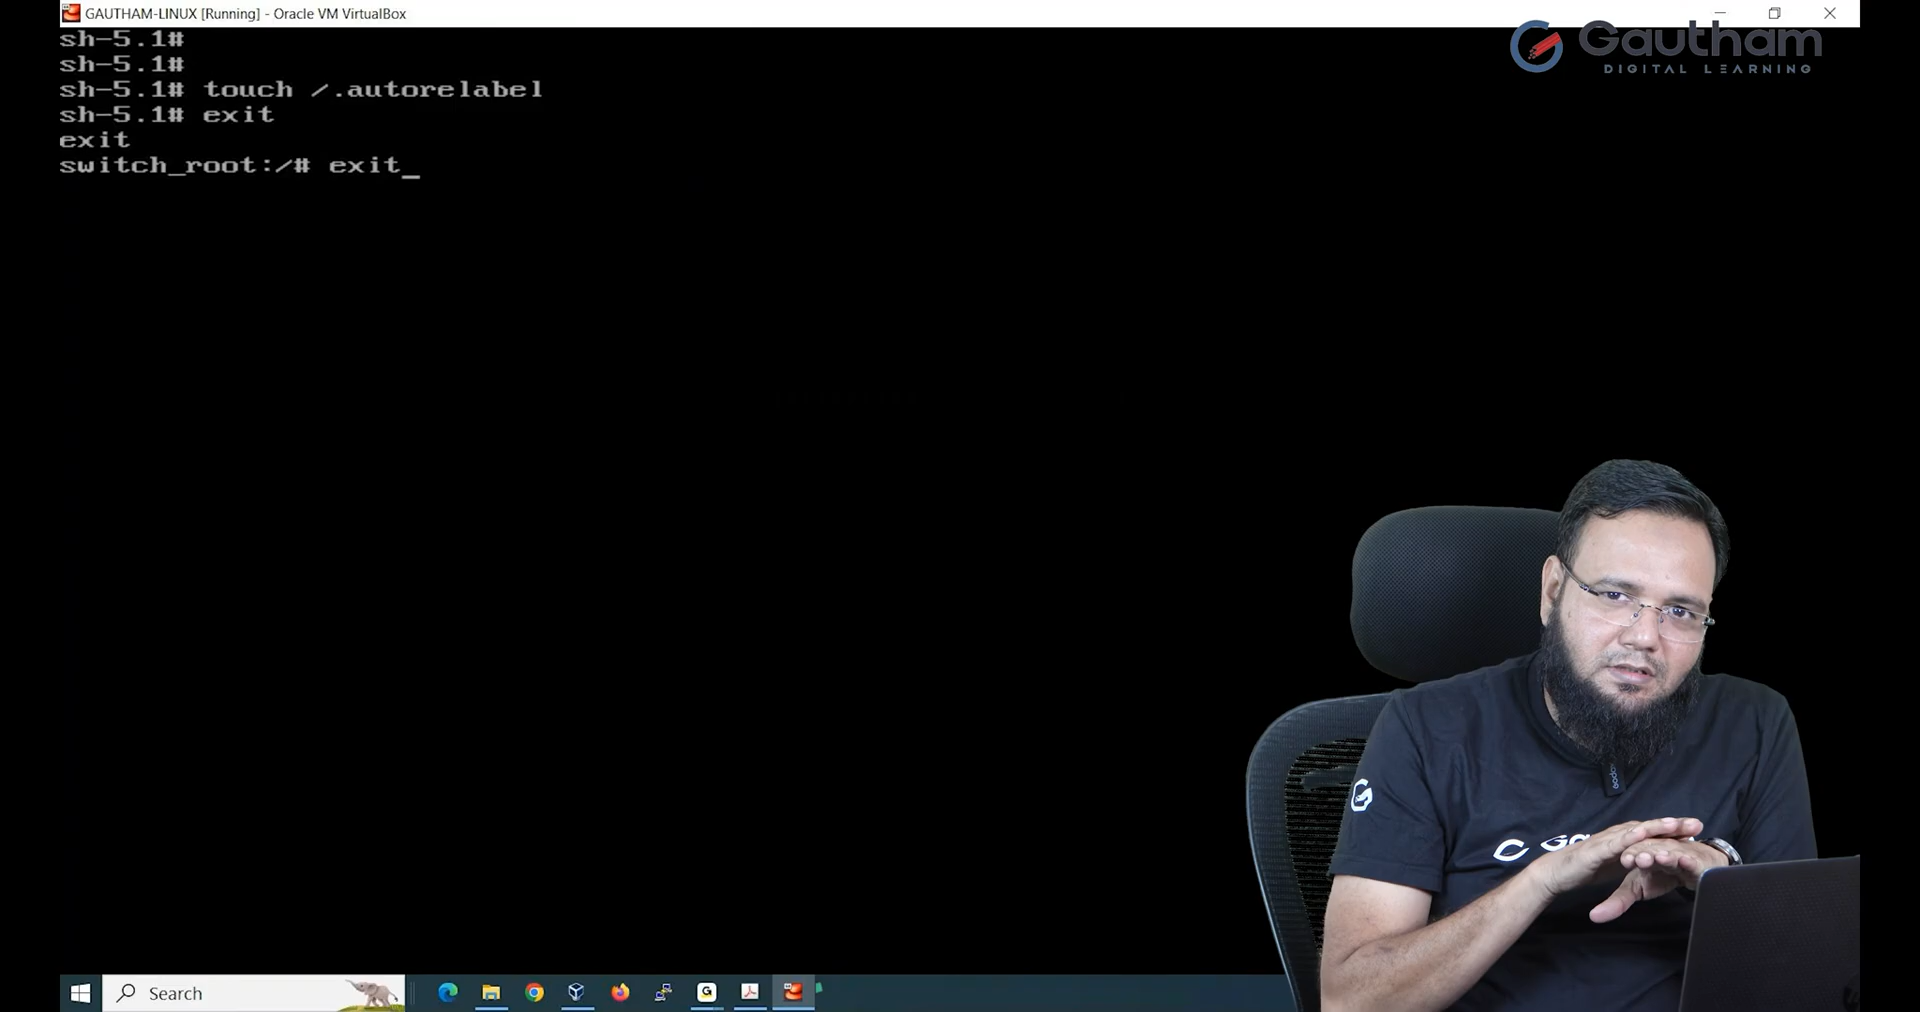 GAUTHAM-LINUX [Running] - Oracle VM VirtualBox
Gautham
DIGITAL LEARNING
sh-5.1#
sh-5.1#
sh-5.1# touch /.autorelabel
sh-5.1# exit
exit
switch_root:/# exit_
Search